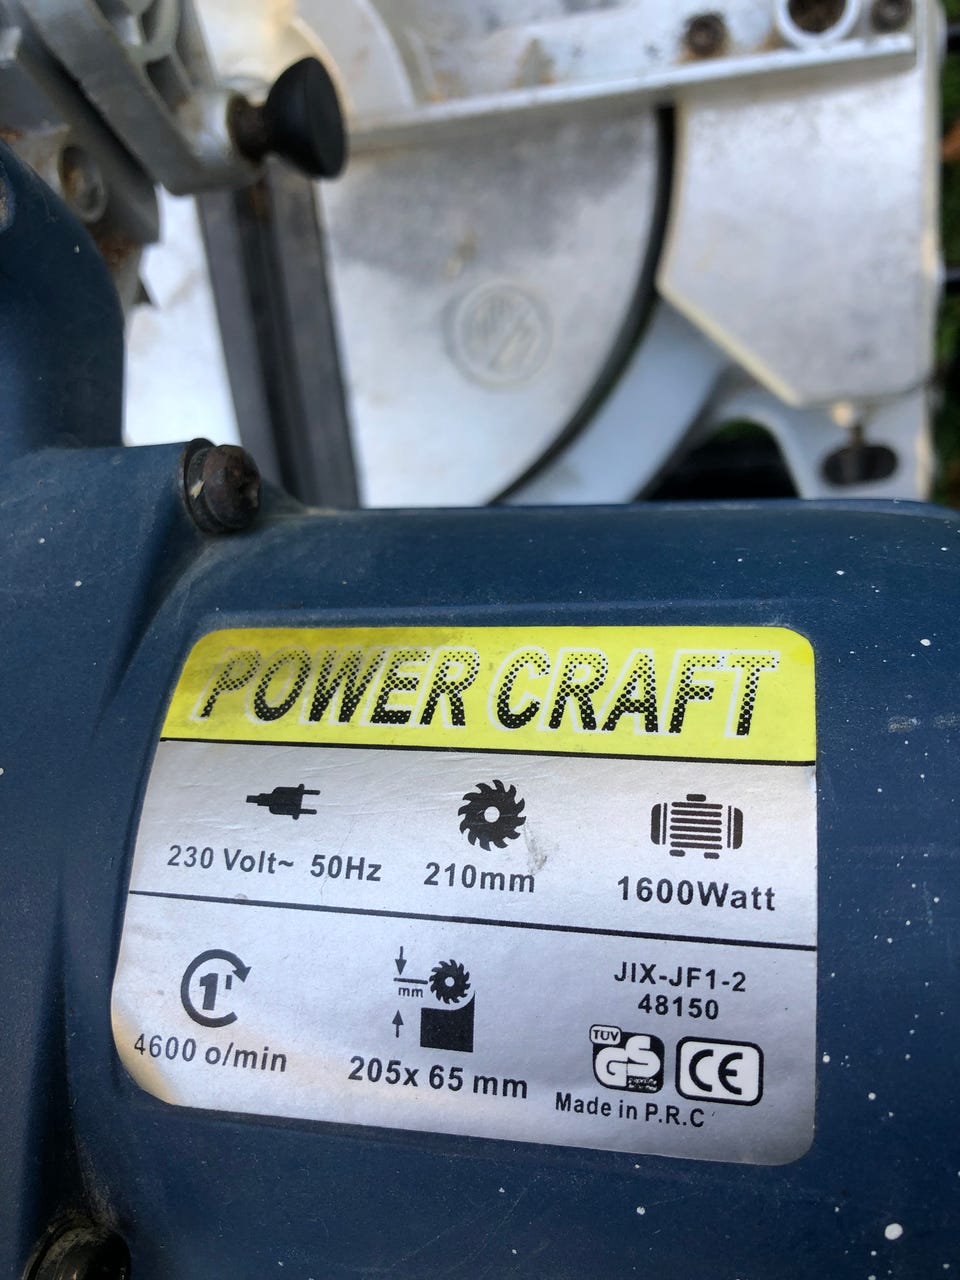 POWER CRAFT
230 Volt~ 50Hz
210mm
1600Watt
1'
4600 o/min
mm
205x 65 mm
JIX-JF1-2
48150
TÜV
GS
CE
Made in P.R.C